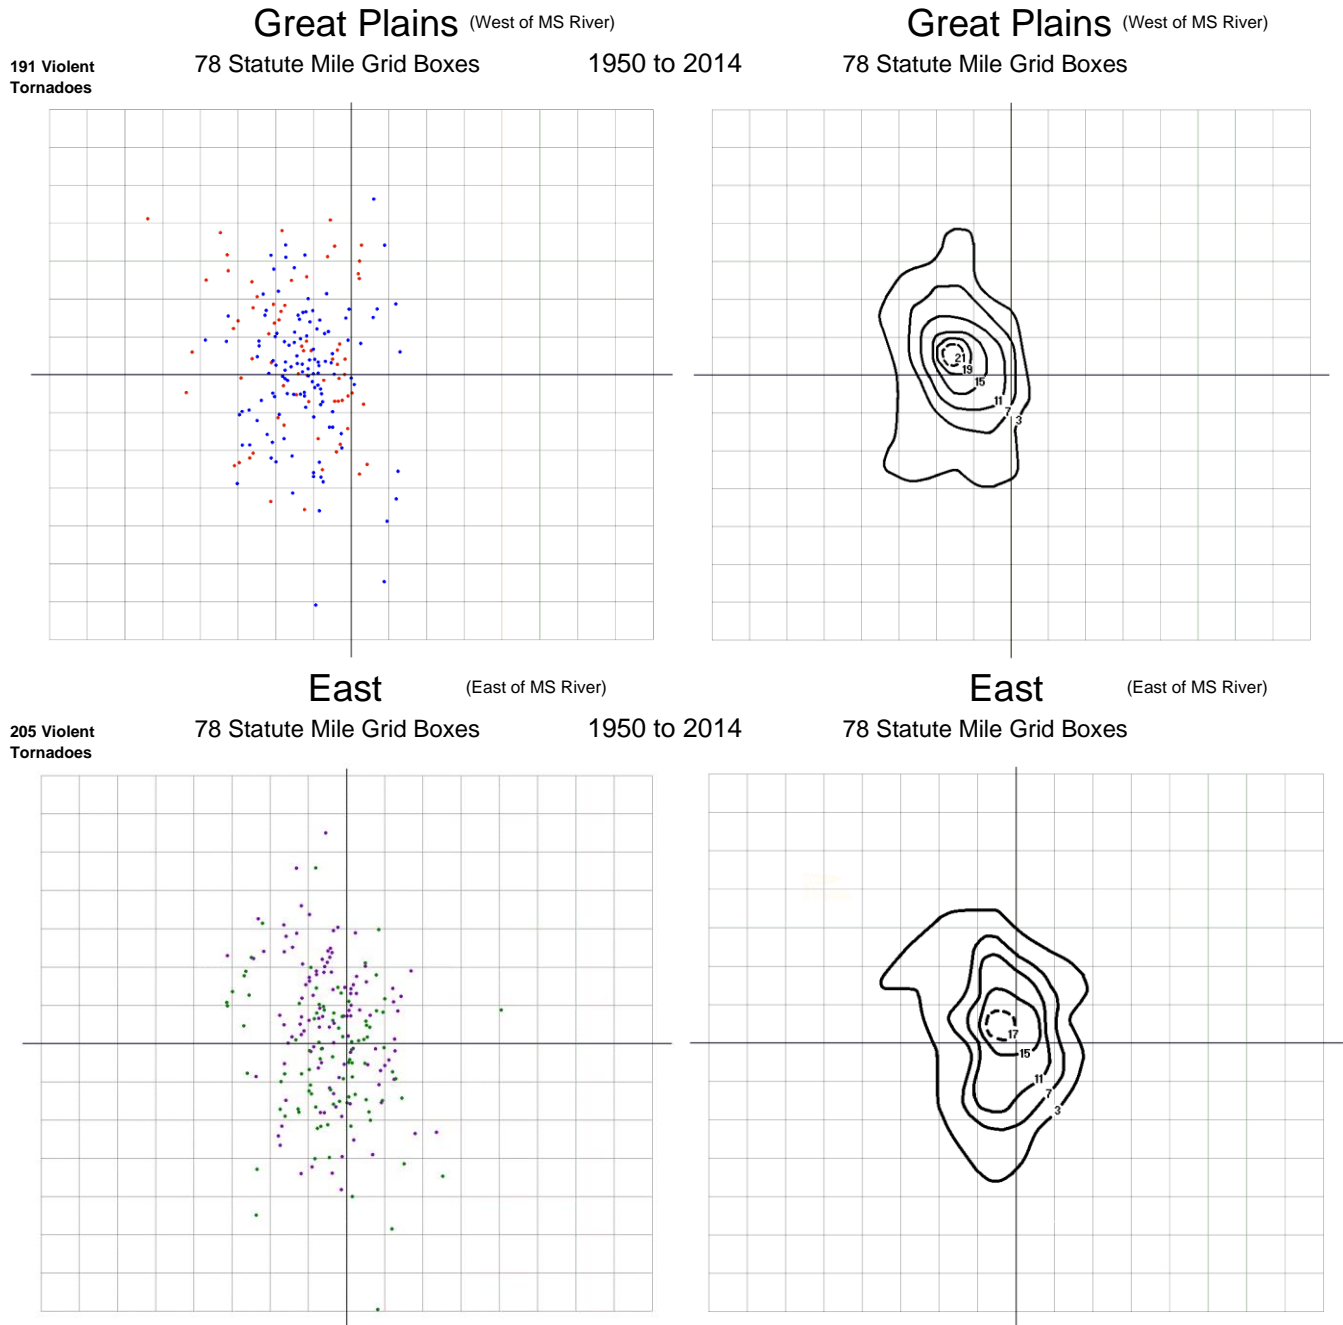 Great Plains (West of MS River)
Great Plains (West of MS River)
191 Violent
Tornadoes
78 Statute Mile Grid Boxes
1950 to 2014
78 Statute Mile Grid Boxes
21
19
15
11
7
3
East (East of MS River)
East (East of MS River)
205 Violent
Tornadoes
78 Statute Mile Grid Boxes
1950 to 2014
78 Statute Mile Grid Boxes
17
15
11
7
3